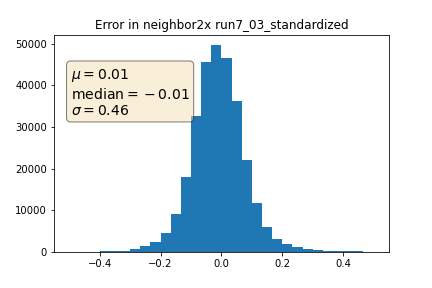 Error in neighbor2x run7_03_standardized
50000
40000
30000
20000
10000
0
μ = 0.01
median = −0.01
σ = 0.46
−0.4 −0.2 0.0 0.2 0.4